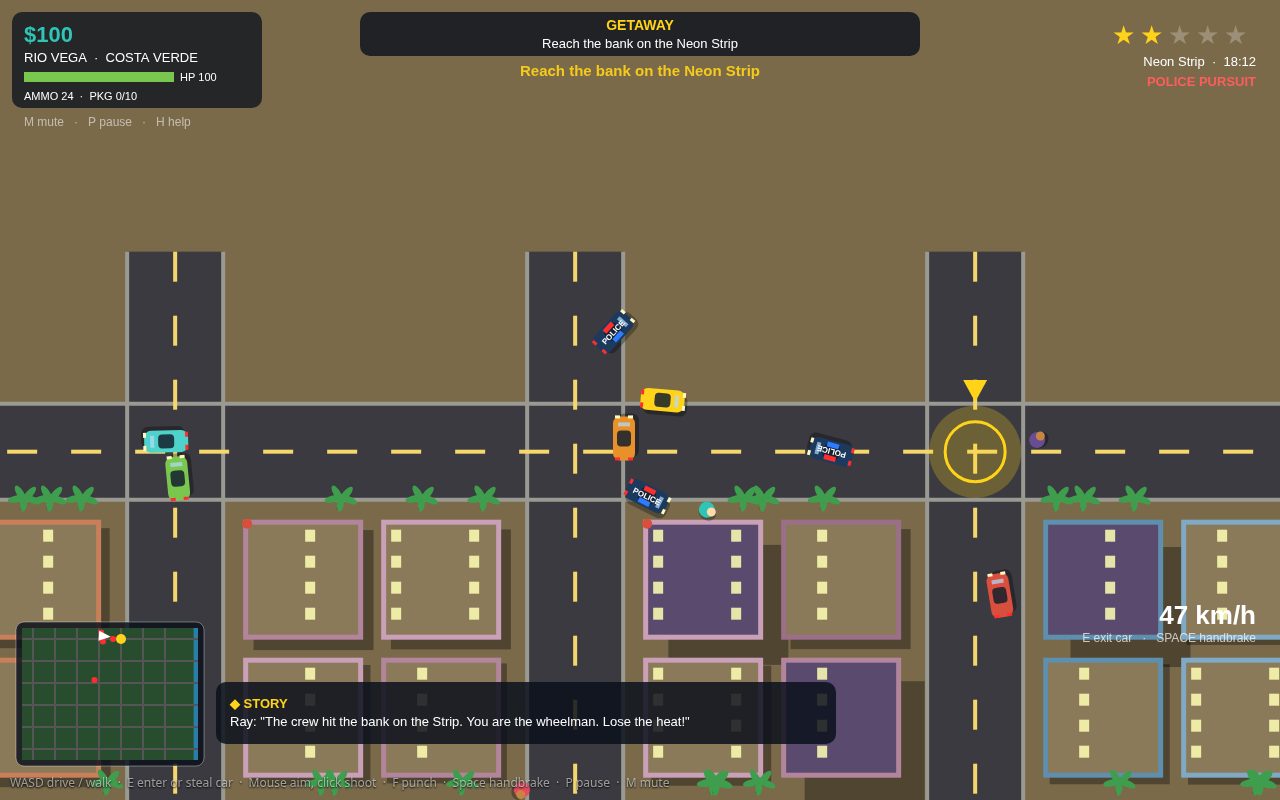 $100
RIO VEGA · COSTA VERDE
HP 100
AMMO 24 · PKG 0/10
M mute · P pause · H help
GETAWAY
Reach the bank on the Neon Strip
Reach the bank on the Neon Strip
★★★★★
Neon Strip · 18:12
POLICE PURSUIT
POLICE
POLICE
POLICE
47 km/h
E exit car · SPACE handbrake
◆ STORY
Ray: "The crew hit the bank on the Strip. You are the wheelman. Lose the heat!"
WASD drive / walk · E enter or steal car · Mouse aim, click shoot · F punch · Space handbrake · P pause · M mute